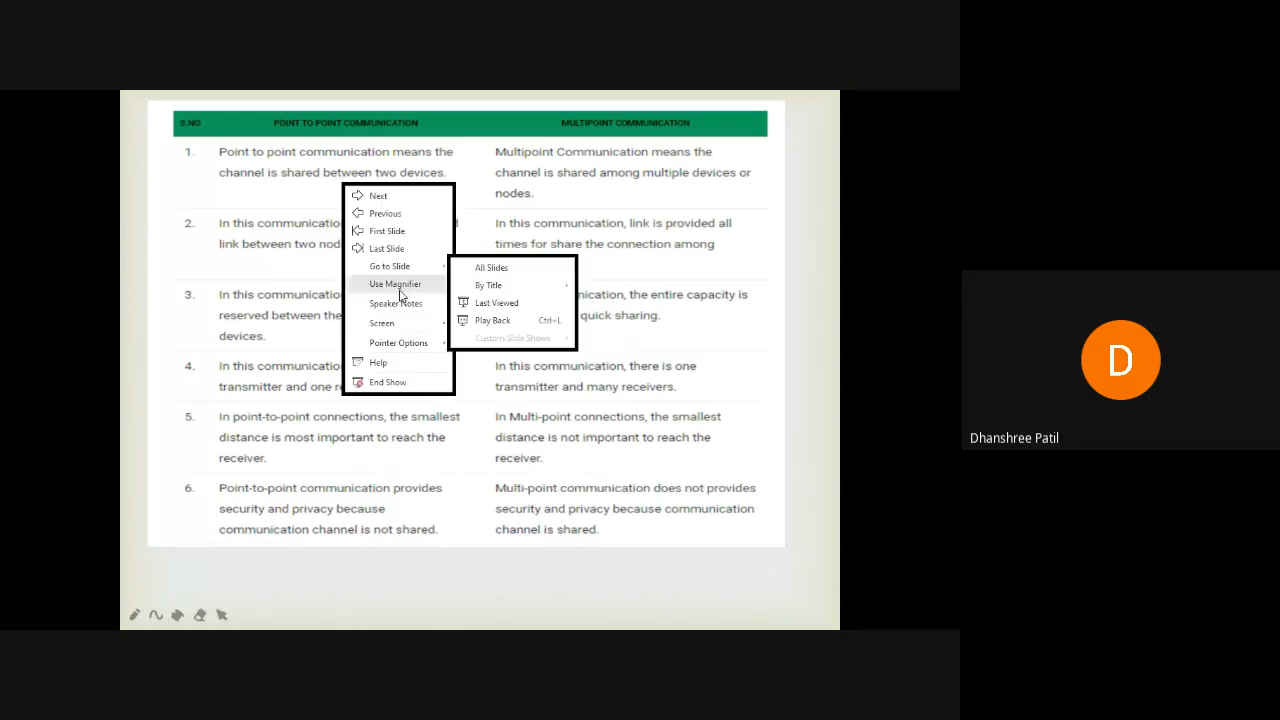 S.NO POINT TO POINT COMMUNICATION MULTIPOINT COMMUNICATION
1. Point to point communication means the
channel is shared between two devices.
Multipoint Communication means the
channel is shared among multiple devices or
nodes.
2. In this communication
link between two nod
In this communication, link is provided all
times for share the connection among
3. In this communication
reserved between the
devices.
nication, the entire capacity is
quick sharing.
4. In this communication
transmitter and one r
In this communication, there is one
transmitter and many receivers.
5. In point-to-point connections, the smallest
distance is most important to reach the
receiver.
In Multi-point connections, the smallest
distance is not important to reach the
receiver.
6. Point-to-point communication provides
security and privacy because
communication channel is not shared.
Multi-point communication does not provides
security and privacy because communication
channel is shared.
Next
Previous
First Slide
Last Slide
Go to Slide
Use Magnifier
Speaker Notes
Screen
Pointer Options
Help
End Show
All Slides
By Title
Last Viewed
Play Back Ctrl+L
Custom Slide Shows
D
Dhanshree Patil